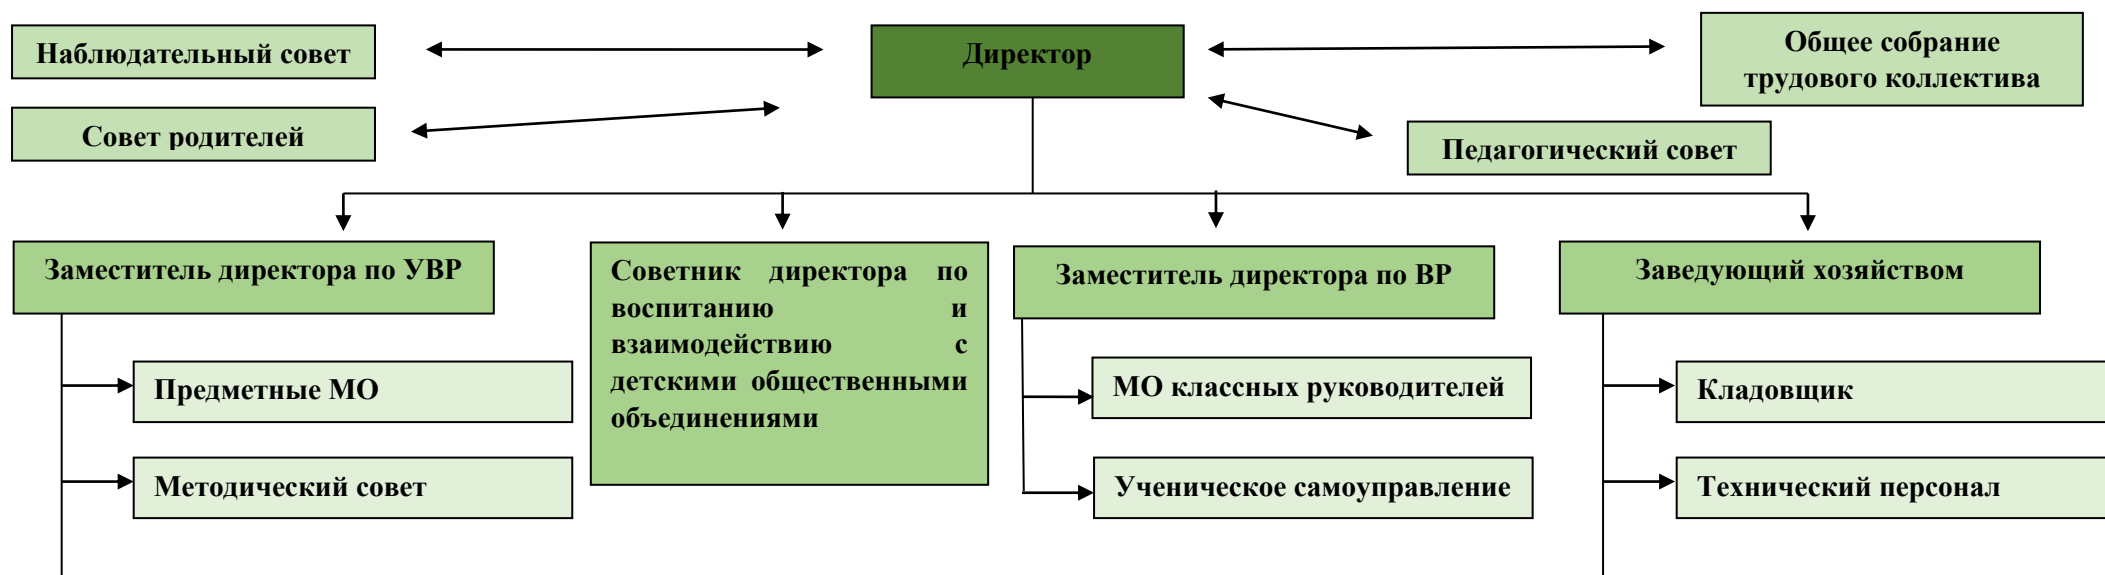 Наблюдательный совет
Директор
Общее собрание
трудового коллектива
Совет родителей
Педагогический совет
Заместитель директора по УВР
Советник директора по
воспитанию и
взаимодействию с
детскими общественными
объединениями
Заместитель директора по ВР
Заведующий хозяйством
Предметные МО
МО классных руководителей
Кладовщик
Методический совет
Ученическое самоуправление
Технический персонал